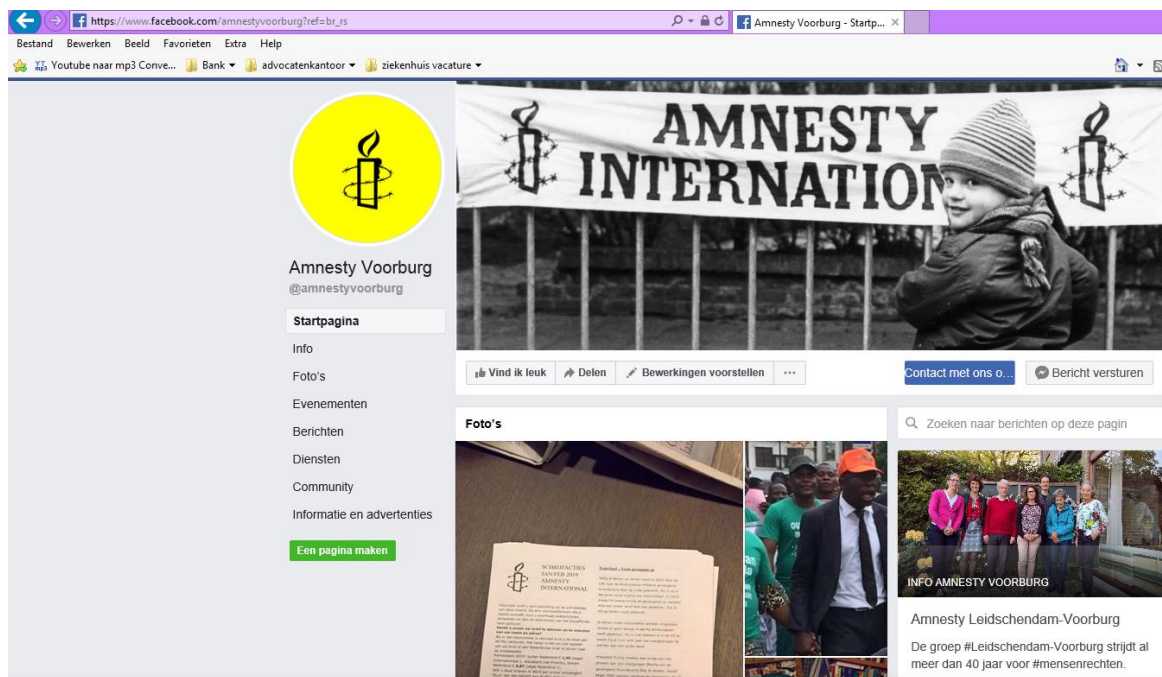 https://www.facebook.com/amnestyvoorburg?ref=br_rs
Amnesty Voorburg - Startp...
Bestand Bewerken Beeld Favorieten Extra Help
Youtube naar mp3 Conve... Bank advocatenkantoor ziekenhuis vacature
AMNESTY
INTERNATION
Amnesty Voorburg
@amnestyvoorburg
Startpagina
Info
Foto's
Evenementen
Berichten
Diensten
Community
Informatie en advertenties
Een pagina maken
Vind ik leuk Delen Bewerkingen voorstellen ...
Contact met ons o... Bericht versturen
Foto's
SCHRIJFACTIES
JAN/FEB 2019
AMNESTY
INTERNATIONAL
Zoeken naar berichten op deze pagin
INFO AMNESTY VOORBURG
Amnesty Leidschendam-Voorburg
De groep #Leidschendam-Voorburg strijdt al
meer dan 40 jaar voor #mensenrechten.